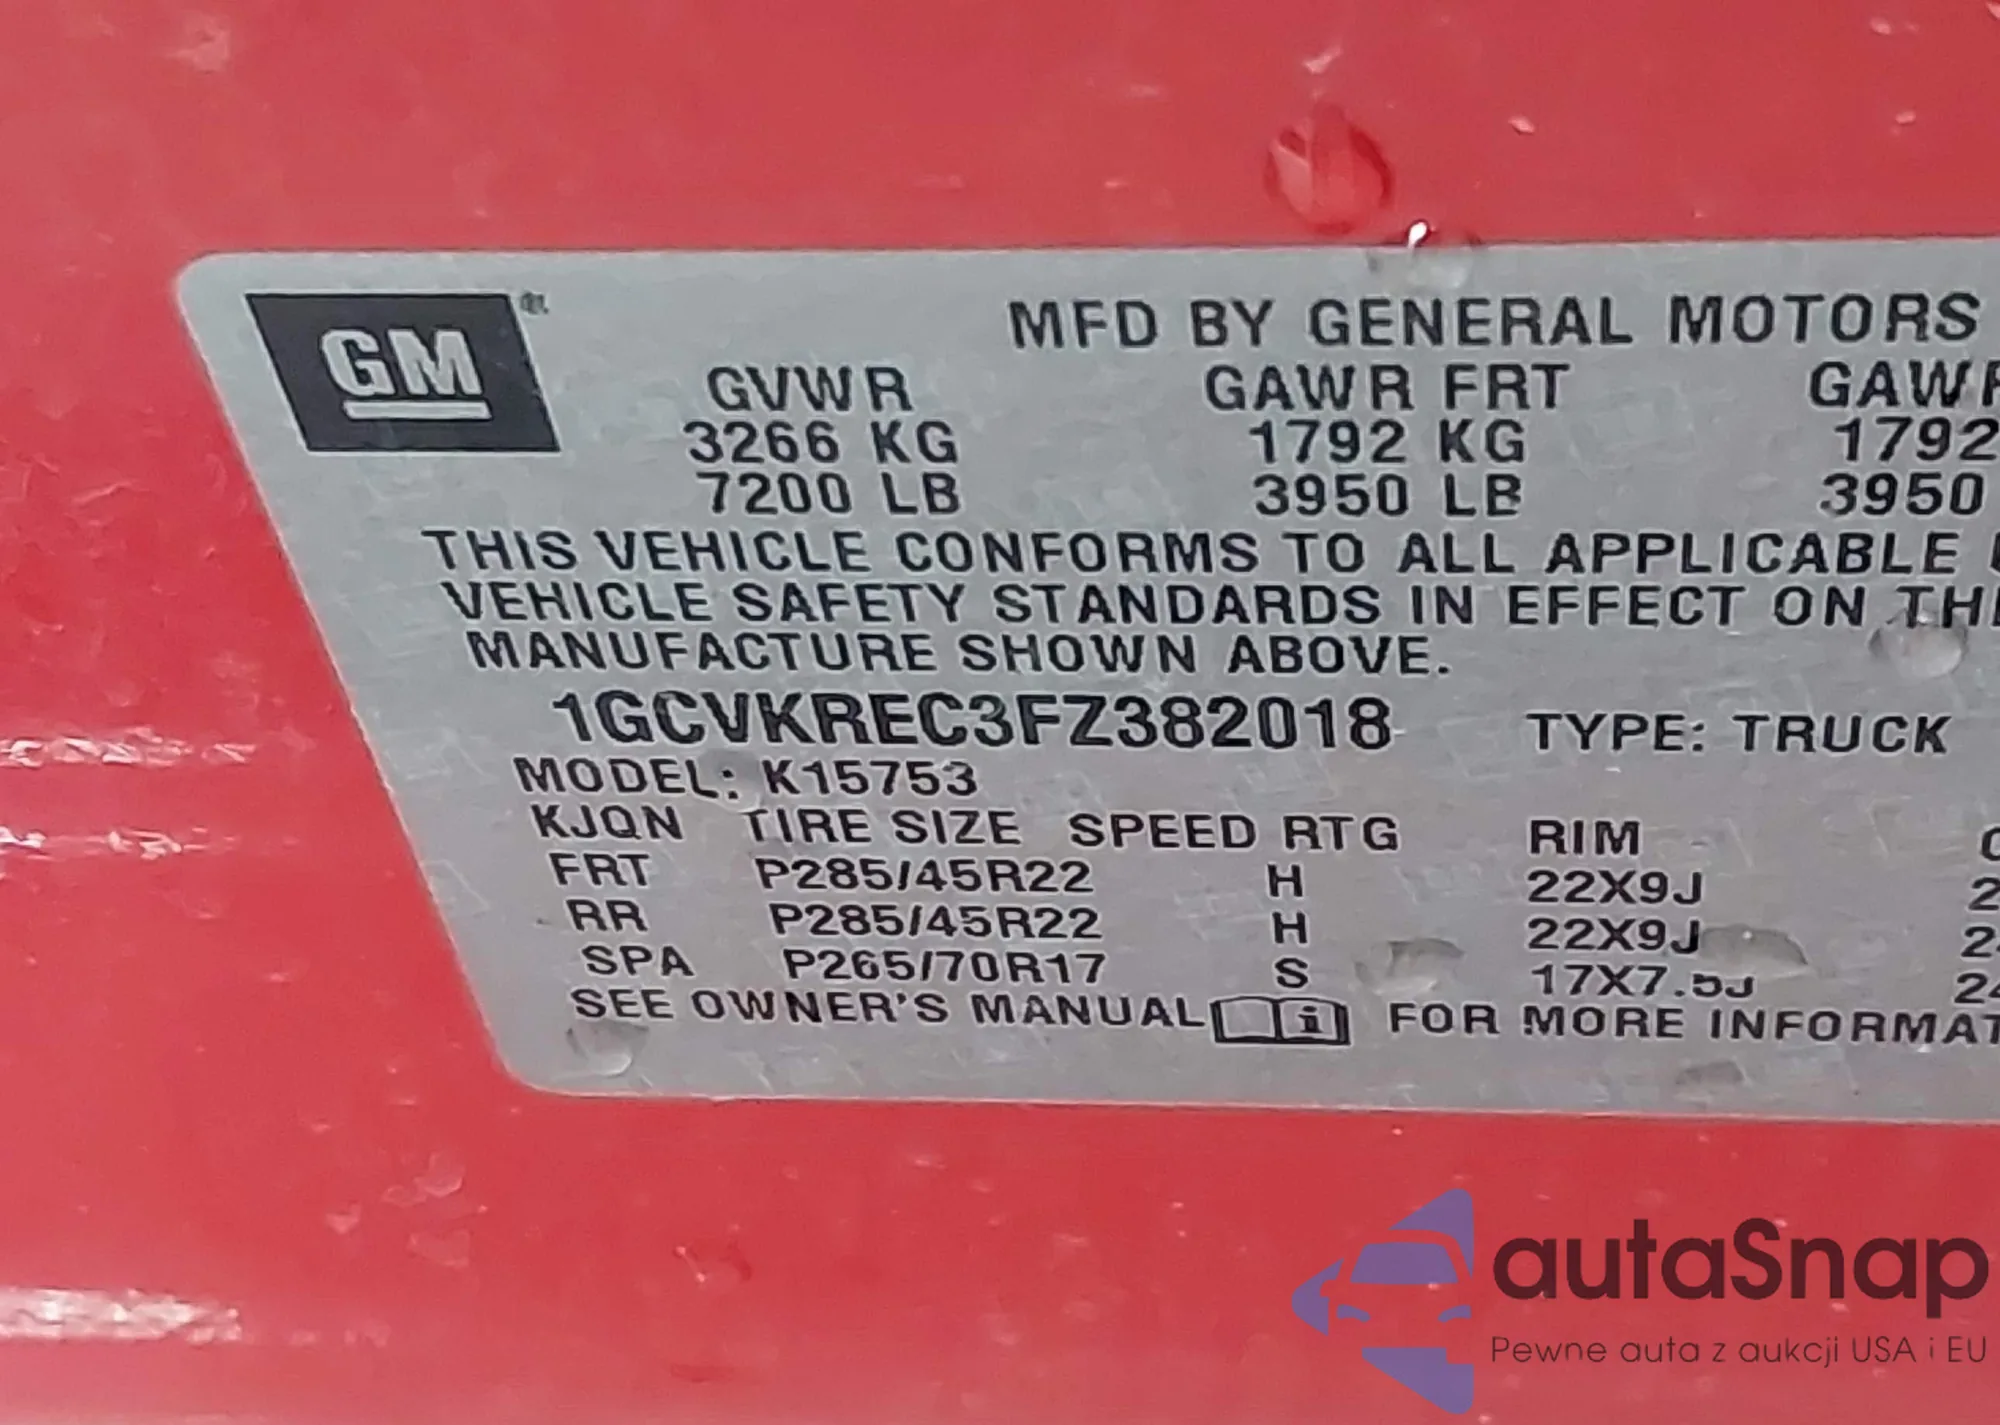 GM ®
MFD BY GENERAL MOTORS
GVWR GAWR FRT
3266 KG 1792 KG 1792
7200 LB 3950 LB 3950
THIS VEHICLE CONFORMS TO ALL APPLICABLE
VEHICLE SAFETY STANDARDS IN EFFECT ON
MANUFACTURE SHOWN ABOVE.
1GCVKREC3FZ382018 TYPE: TRUCK
MODEL: K15753
KJQN TIRE SIZE SPEED RTG RIM
FRT P285/45R22 H 22X9J
RR P285/45R22 H 22X9J
SPA P265/70R17 S 17X7.5J
SEE OWNER'S MANUAL i FOR MORE
autaSnap
Pewne auta z aukcji USA i EU